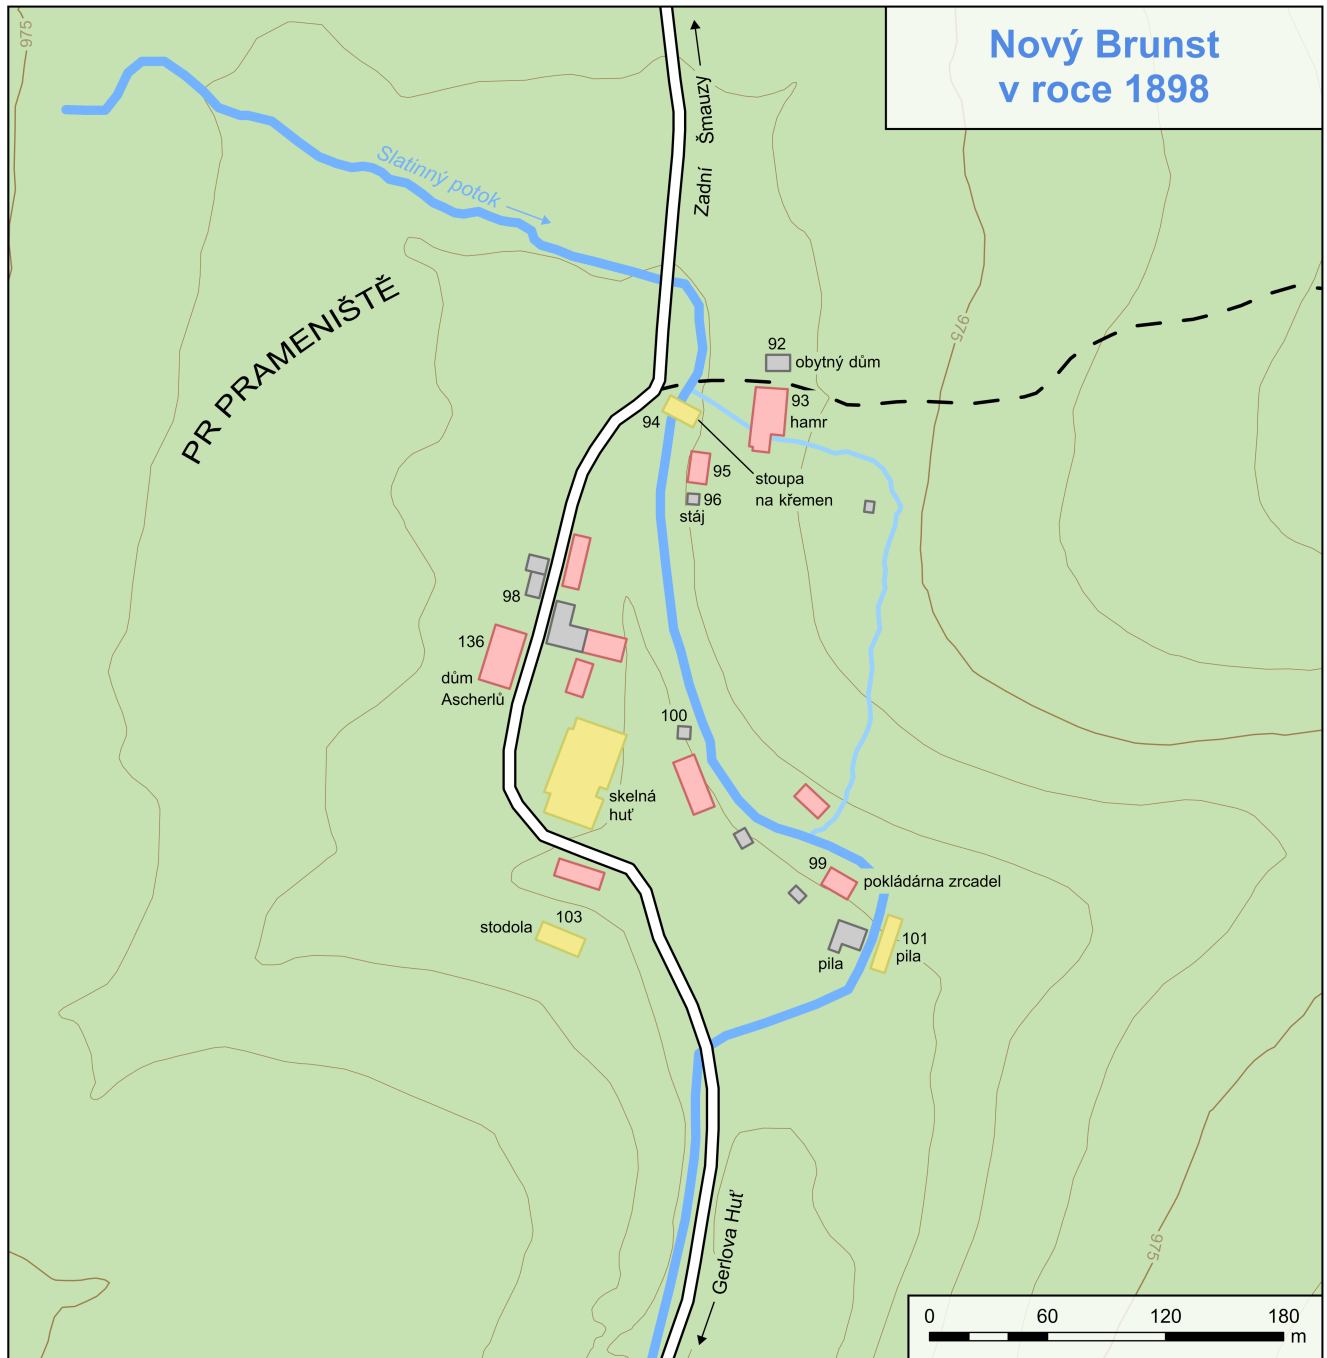 Nový Brunst
v roce 1898
975
Zadní Šmauzy
Slatinný potok
PR PRAMENIŠTĚ
975
92
obytný dům
93
hamr
94
95
stoupa
na křemen
96
stáj
98
136
dům
Ascherlů
100
skelná
huť
99
pokládárna zrcadel
103
stodola
101
pila
pila
Gerlova Huť
975
0 60 120 180
m